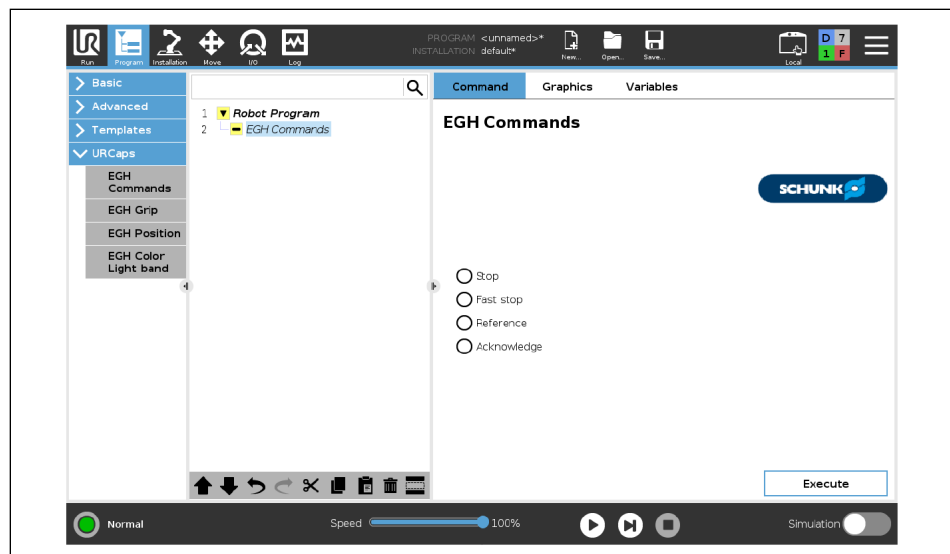 PROGRAM <unnamed>*
INSTALLATION default*
Run Program Installation Move I/O Log New... Open... Save... Local
D 7
1 F
Basic
Advanced
Templates
URCaps
EGH
Commands
EGH Grip
EGH Position
EGH Color
Light band
1 Robot Program
2 EGH Commands
Command Graphics Variables
EGH Commands
SCHUNK
Stop
Fast stop
Reference
Acknowledge
Execute
Normal Speed 100% Simulation